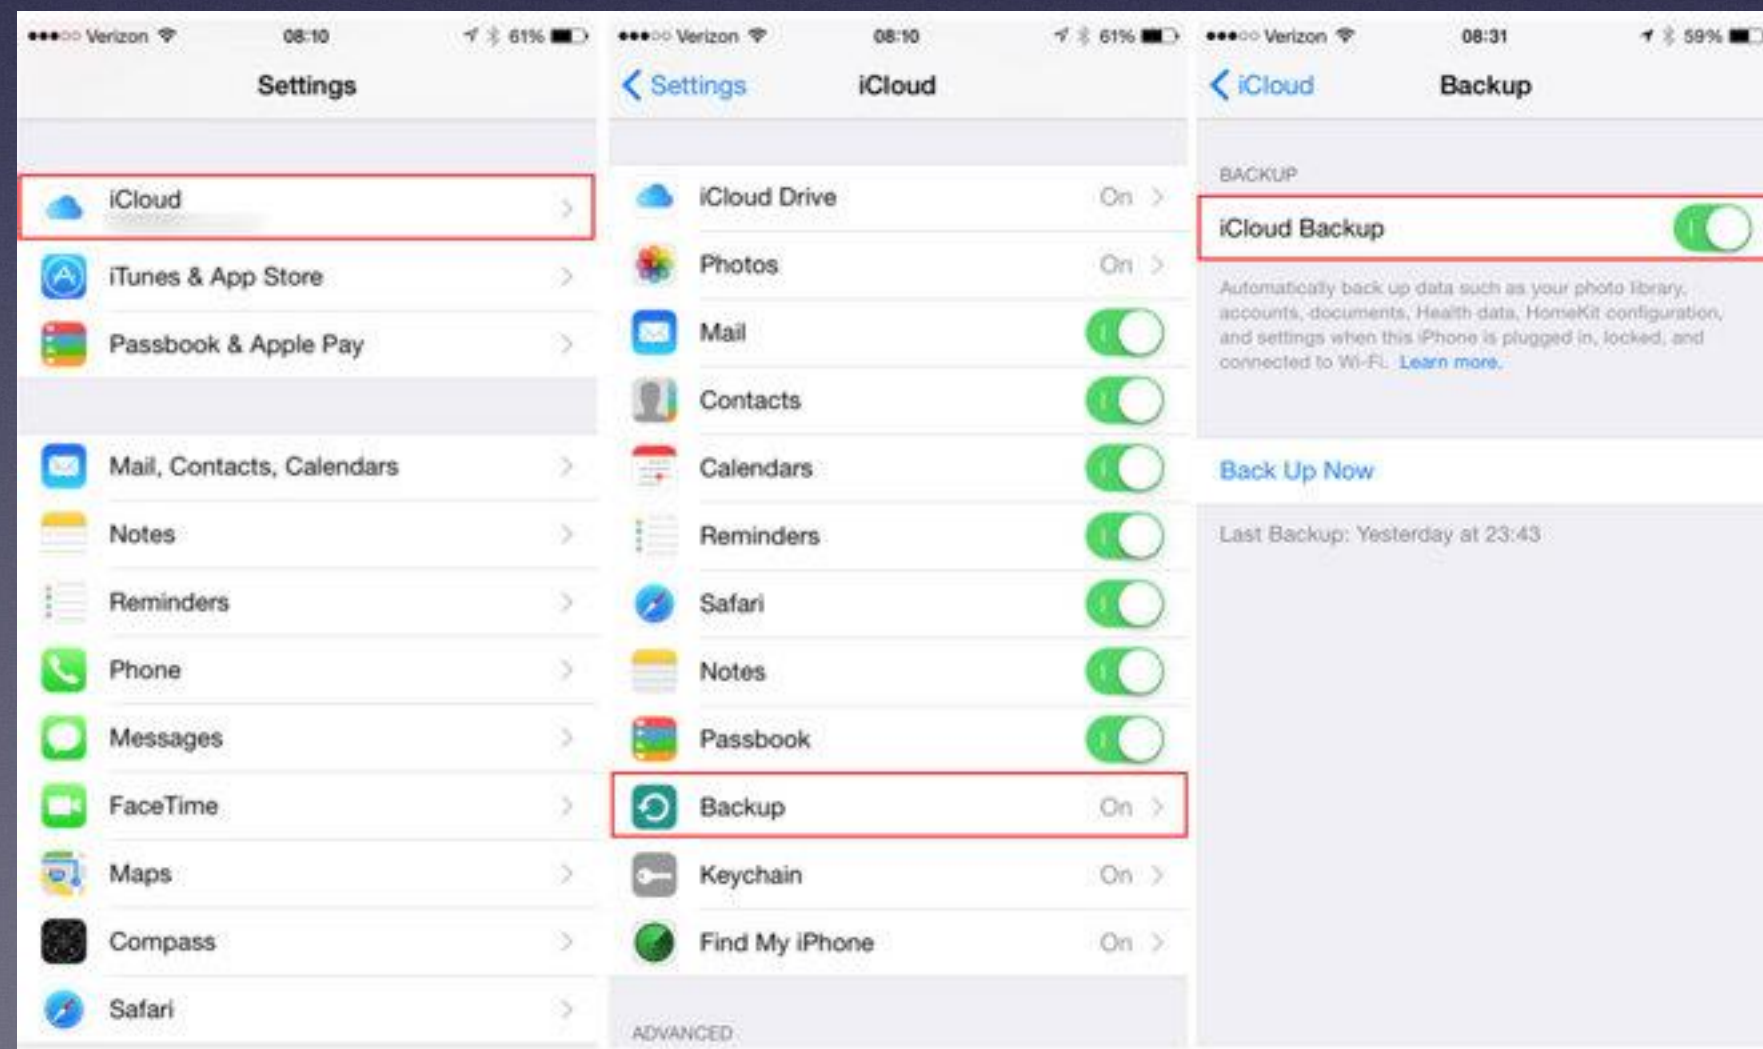 Verizon 08:10 61%
Settings
iCloud
iTunes & App Store
Passbook & Apple Pay
Mail, Contacts, Calendars
Notes
Reminders
Phone
Messages
FaceTime
Maps
Compass
Safari
Verizon 08:10 61%
Settings iCloud
iCloud Drive On
Photos On
Mail
Contacts
Calendars
Reminders
Safari
Notes
Passbook
Backup On
Keychain On
Find My iPhone On
ADVANCED
Verizon 08:31 59%
iCloud Backup
BACKUP
iCloud Backup
Automatically back up data such as your photo library,
accounts, documents, Health data, HomeKit configuration,
and settings when this iPhone is plugged in, locked, and
connected to Wi-Fi. Learn more.
Back Up Now
Last Backup: Yesterday at 23:43